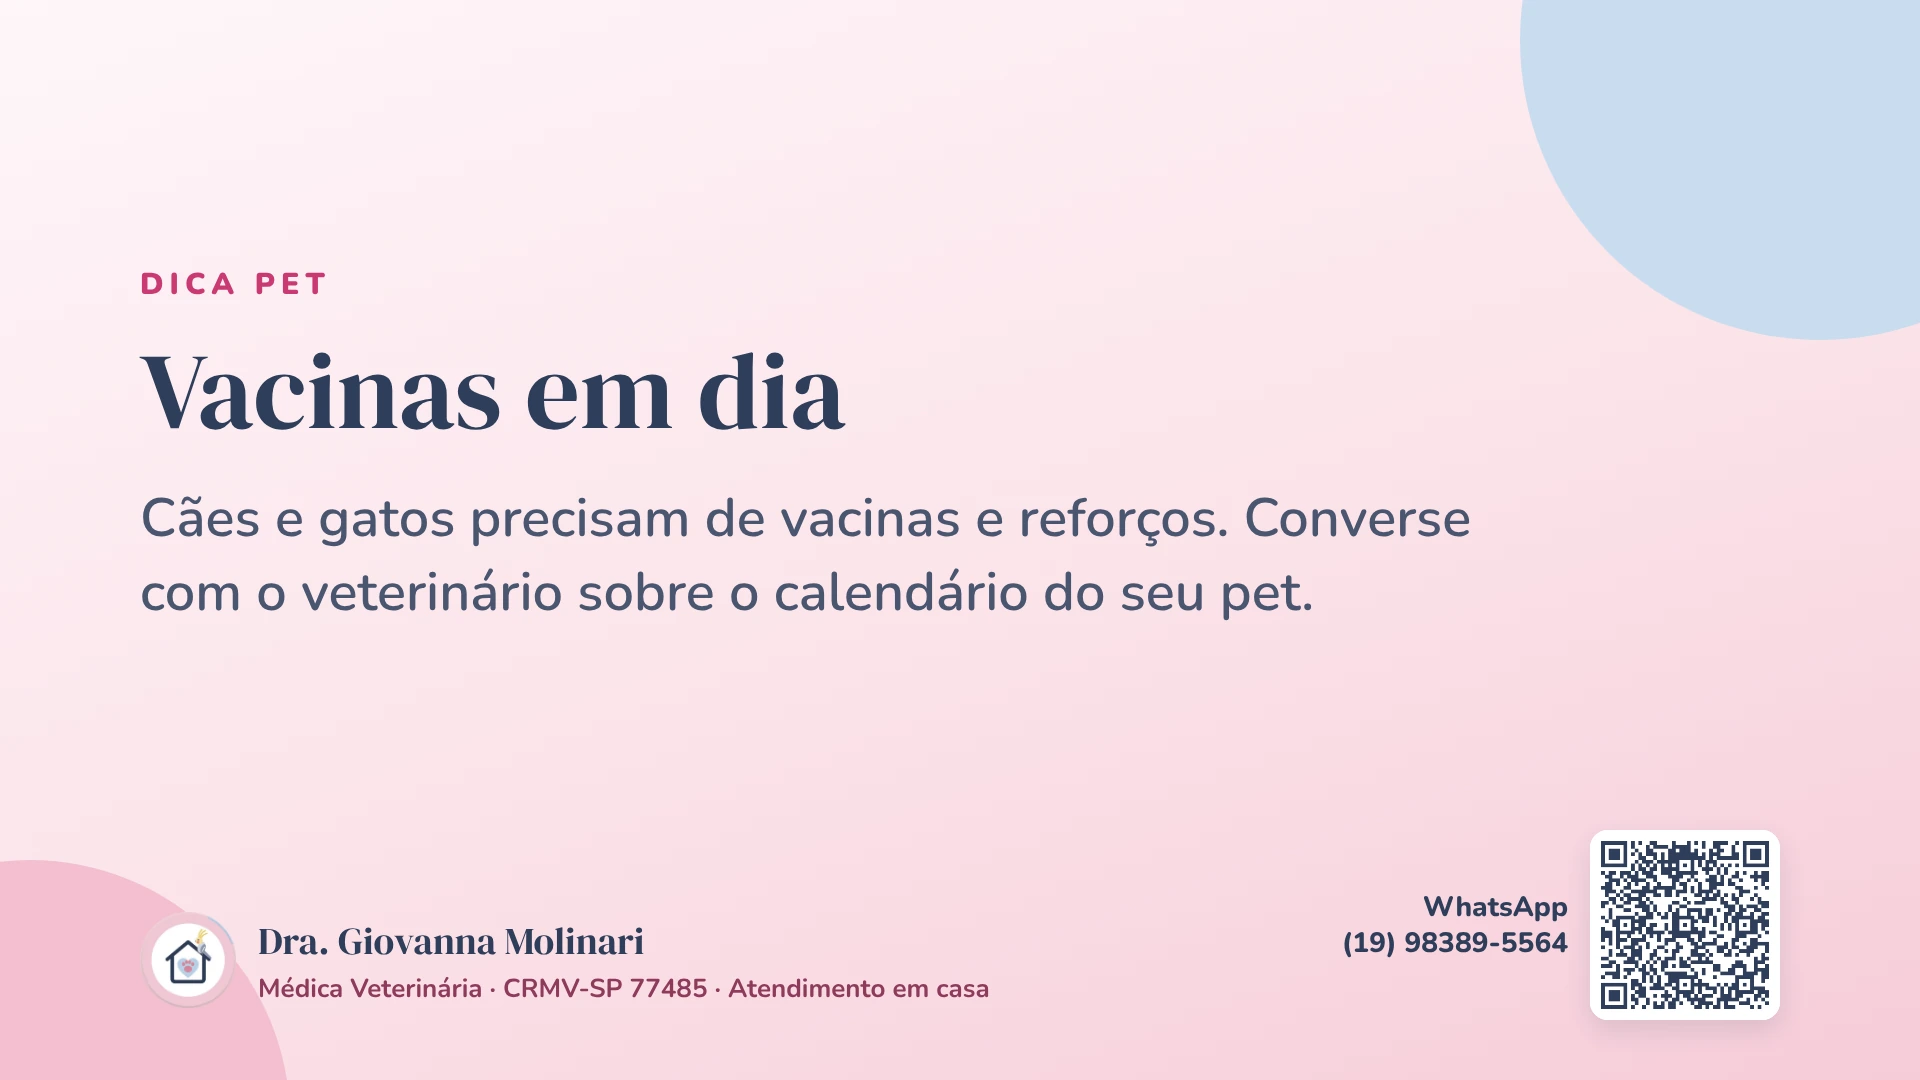 DICA PET
Vacinas em dia
Cães e gatos precisam de vacinas e reforços. Converse
com o veterinário sobre o calendário do seu pet.
Dra. Giovanna Molinari
Médica Veterinária · CRMV-SP 77485 · Atendimento em casa
WhatsApp
(19) 98389-5564